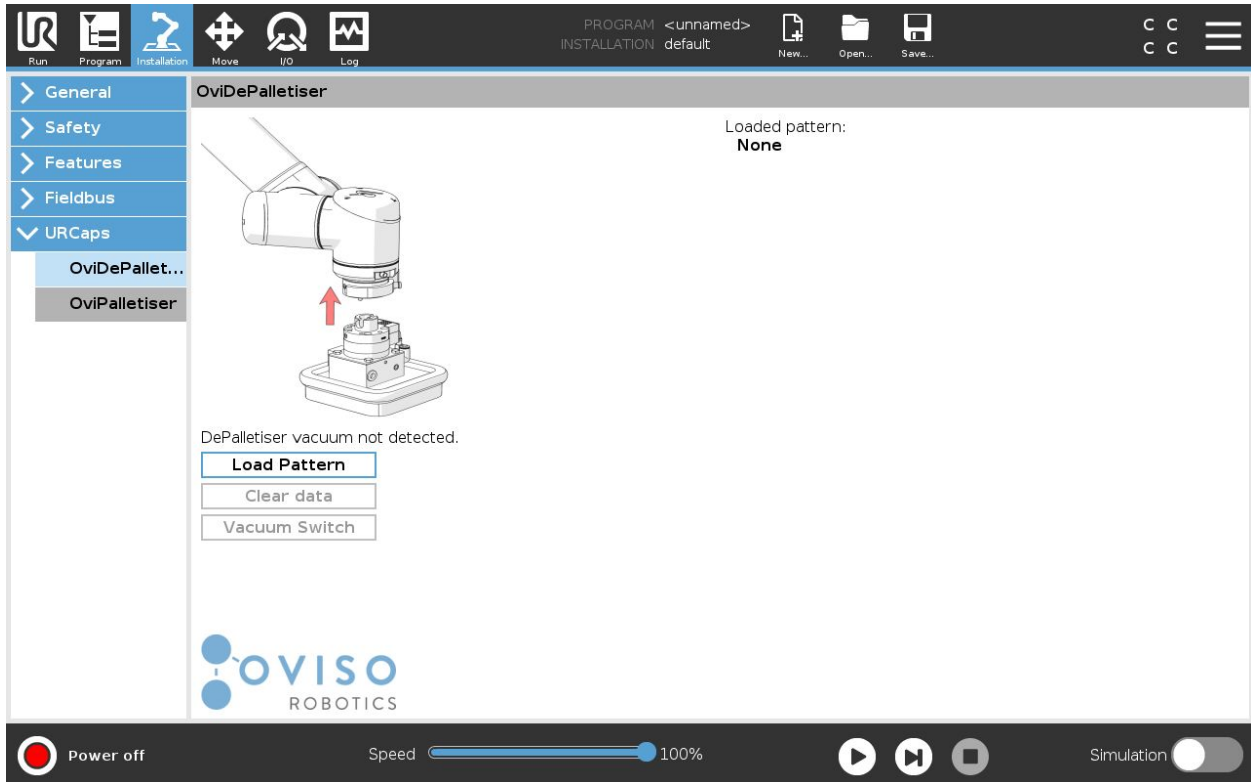 PROGRAM <unnamed>
INSTALLATION default
Run Program Installation Move I/O Log New... Open... Save...
C C
C C
General
Safety
Features
Fieldbus
URCaps
OviDePallet...
OviPalletiser
OviDePalletiser
Loaded pattern:
None
DePalletiser vacuum not detected.
Load Pattern
Clear data
Vacuum Switch
OVISO
ROBOTICS
Power off Speed 100% Simulation